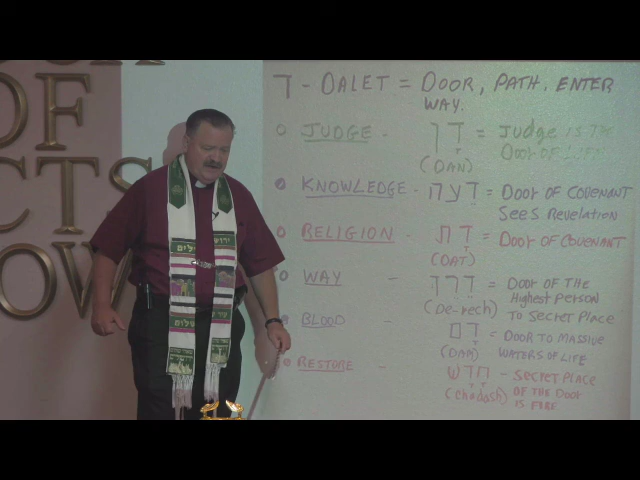 OF
CTS
OW
ד - DALET = DOOR, PATH, ENTER
WAY.
JUDGE - דן = JUDGE IS THE
(DAN) DOOR OF LIFE
KNOWLEDGE - דעה = DOOR OF COVENANT
SEES REVELATION
RELIGION - דת = DOOR OF COVENANT
(DAT)
WAY - דרך = DOOR OF THE
Highest PERSON
(De-rech) TO SECRET PLACE
BLOOD - דם = DOOR TO MASSIVE
(DAM) WATERS OF LIFE
RESTORE - חדש - SECRET PLACE
(chadash) OF THE DOOR
IS FIRE
שלום